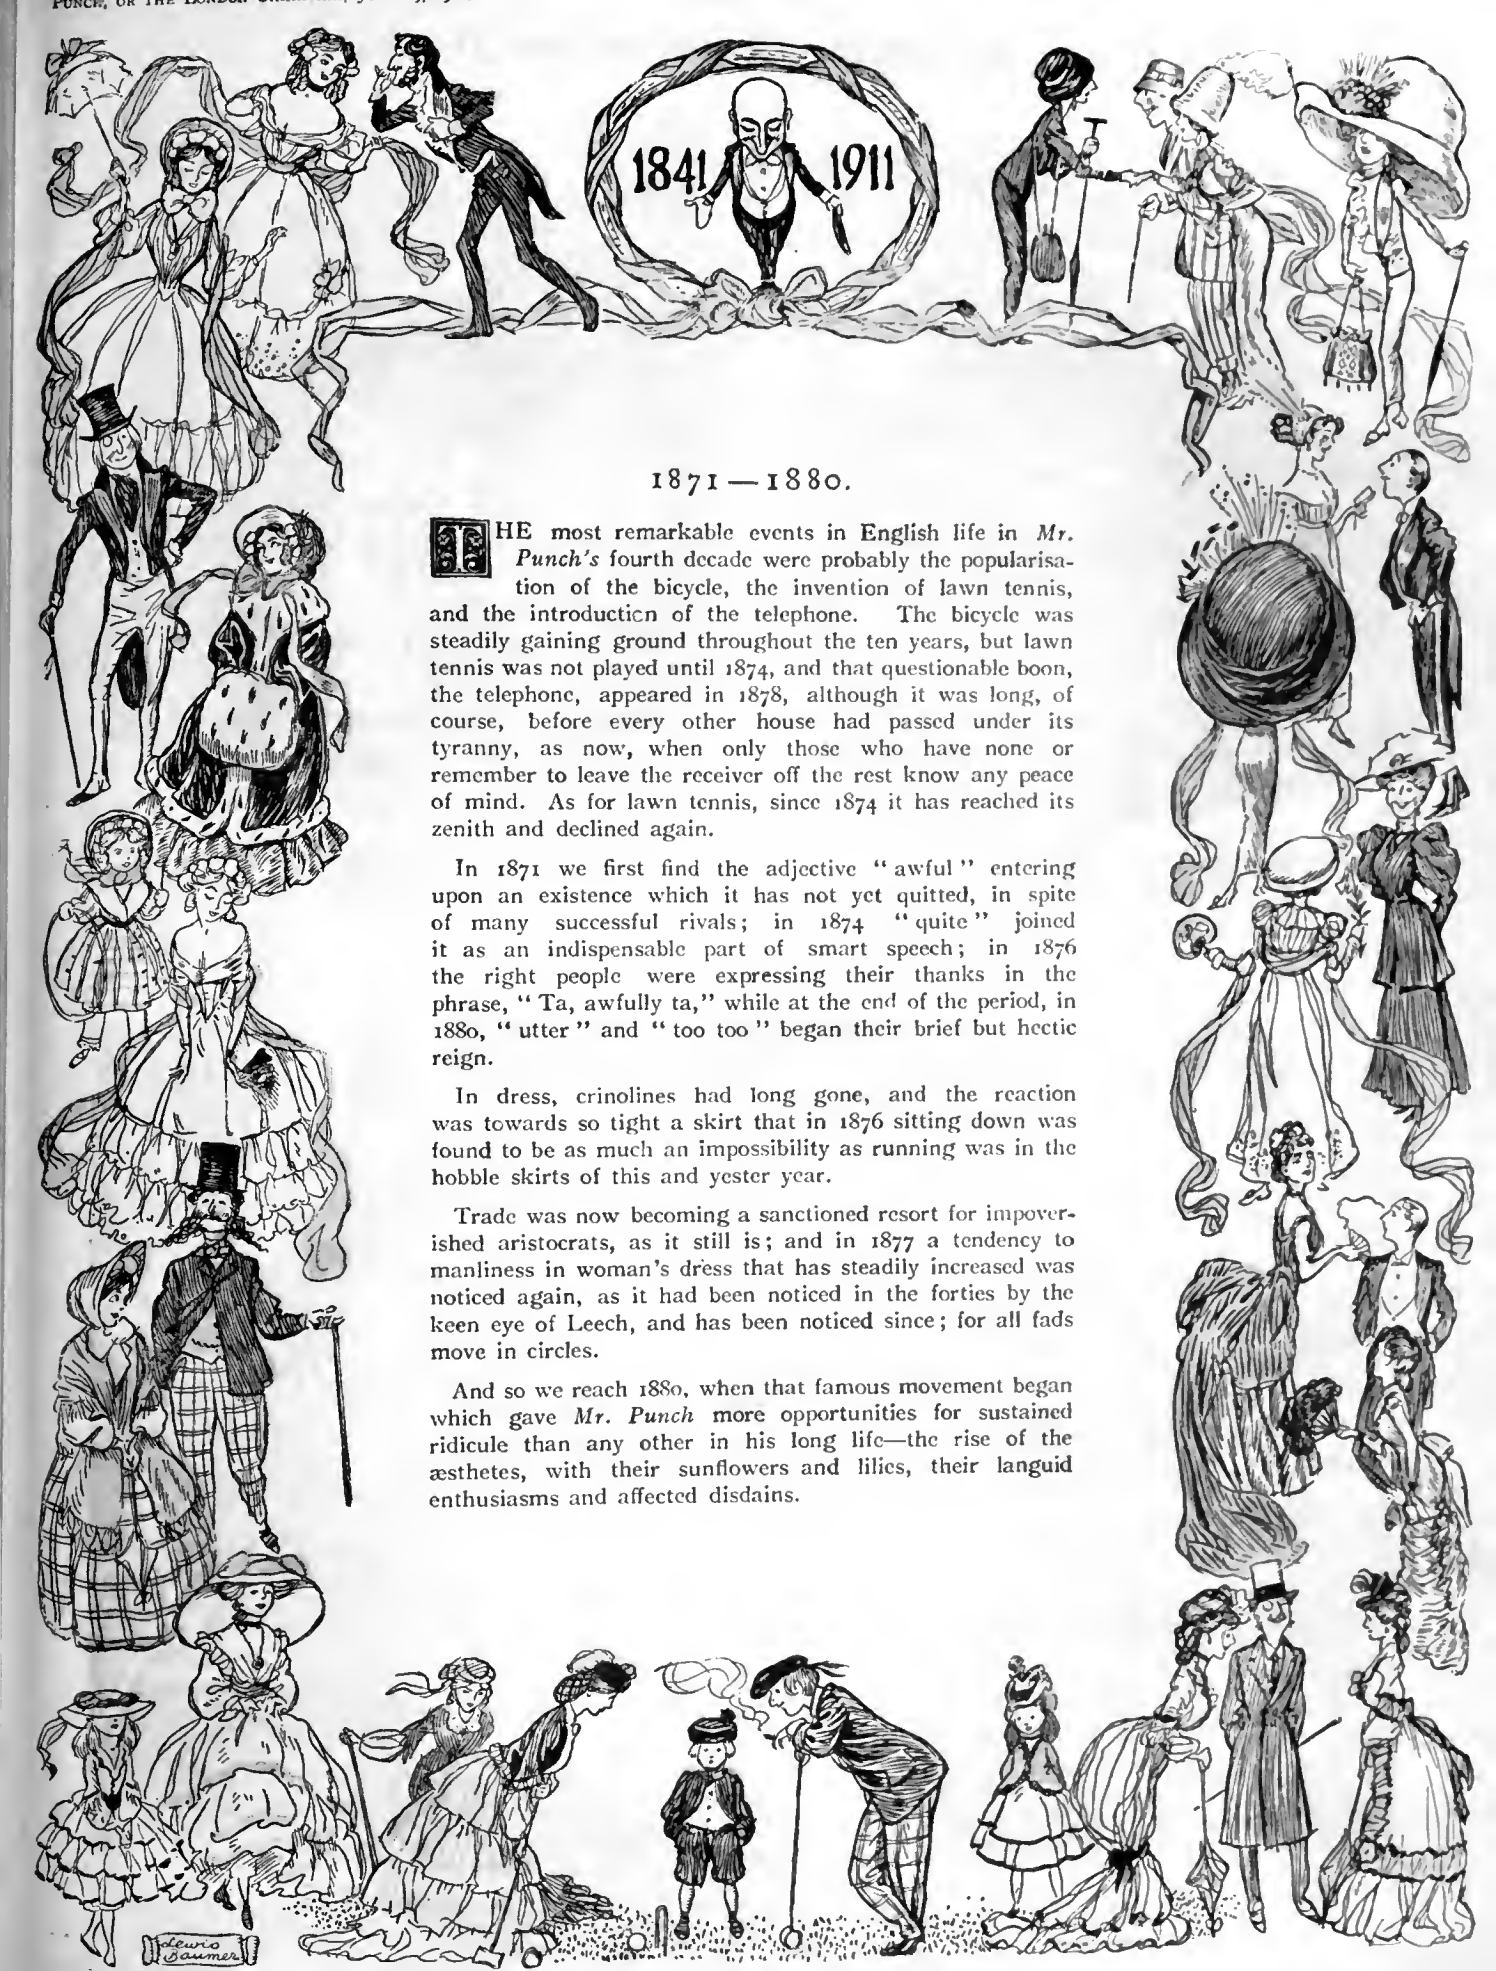 PUNCH, OR THE LONDON
1841 1911
1871—1880.
THE most remarkable events in English life in Mr.
Punch's fourth decade were probably the popularisa-
tion of the bicycle, the invention of lawn tennis,
and the introduction of the telephone. The bicycle was
steadily gaining ground throughout the ten years, but lawn
tennis was not played until 1874, and that questionable boon,
the telephone, appeared in 1878, although it was long, of
course, before every other house had passed under its
tyranny, as now, when only those who have none or
remember to leave the receiver off the rest know any peace
of mind. As for lawn tennis, since 1874 it has reached its
zenith and declined again.
In 1871 we first find the adjective "awful" entering
upon an existence which it has not yet quitted, in spite
of many successful rivals; in 1874 "quite" joined
it as an indispensable part of smart speech; in 1876
the right people were expressing their thanks in the
phrase, "Ta, awfully ta," while at the end of the period, in
1880, "utter" and "too too" began their brief but hectic
reign.
In dress, crinolines had long gone, and the reaction
was towards so tight a skirt that in 1876 sitting down was
found to be as much an impossibility as running was in the
hobble skirts of this and yester year.
Trade was now becoming a sanctioned resort for impover-
ished aristocrats, as it still is; and in 1877 a tendency to
manliness in woman's dress that has steadily increased was
noticed again, as it had been noticed in the forties by the
keen eye of Leech, and has been noticed since; for all fads
move in circles.
And so we reach 1880, when that famous movement began
which gave Mr. Punch more opportunities for sustained
ridicule than any other in his long life—the rise of the
æsthetes, with their sunflowers and lilies, their languid
enthusiasms and affected disdains.
Lewis
Baumer